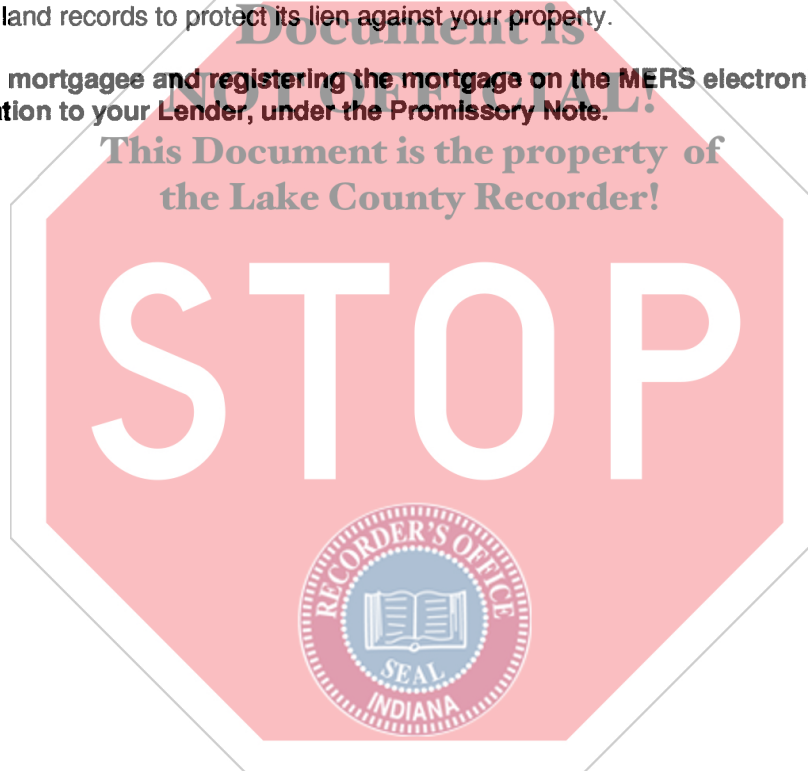 land records to protect its lien against your property.
Document is
mortgagee and registering the mortgage on the MERS electron
NOT OFFICIAL!
tion to your Lender, under the Promissory Note.
This Document is the property of
the Lake County Recorder!
STOP
RECORDER'S OFFICE
SEAL
INDIANA